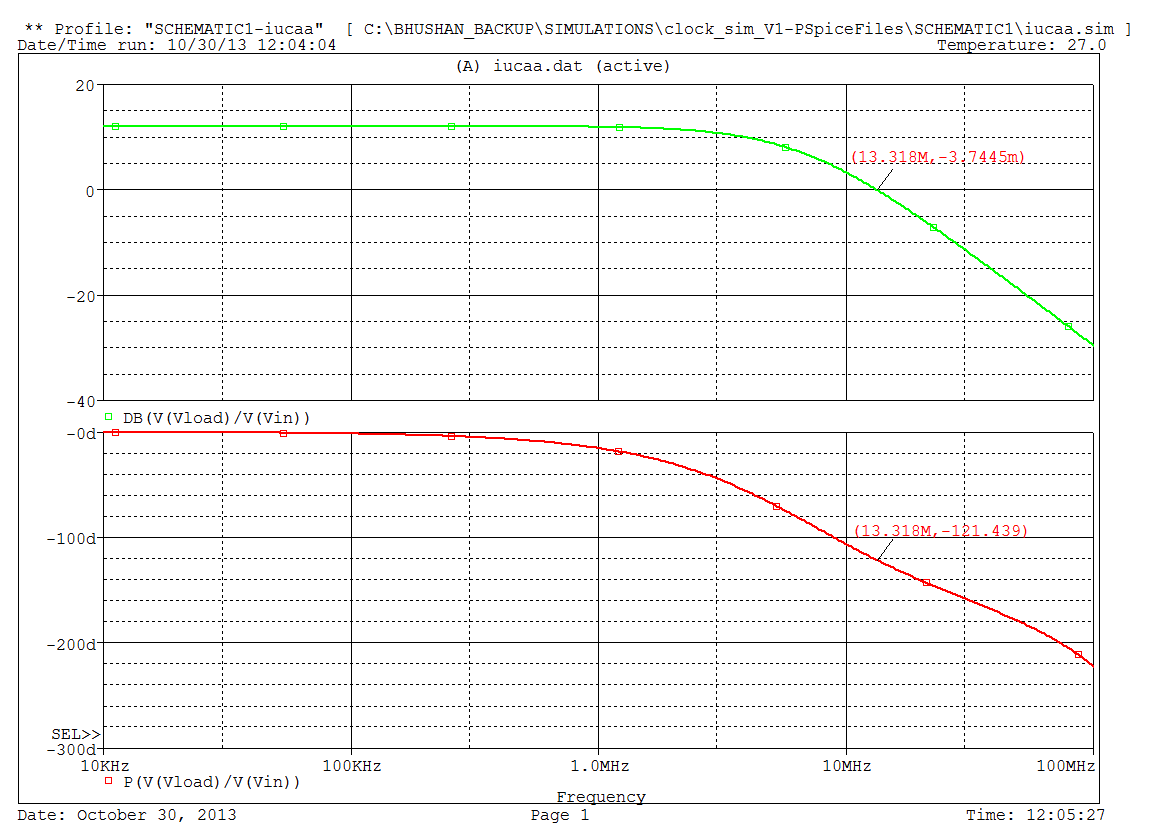 ** Profile: "SCHEMATIC1-iucaa"  [ C:\BHUSHAN_BACKUP\SIMULATIONS\clock_sim_V1-PSpiceFiles\SCHEMATIC1\iucaa.sim ]
Date/Time run: 10/30/13 12:04:04 Temperature: 27.0
(A) iucaa.dat (active)
20
(13.318M,-3.7445m)
0
-20
-40
DB(V(Vload)/V(Vin))
-0d
(13.318M,-121.439)
-100d
-200d
SEL>>
-300d
10KHz 100KHz 1.0MHz 10MHz 100MHz
P(V(Vload)/V(Vin))
Frequency
Date: October 30, 2013 Page 1 Time: 12:05:27